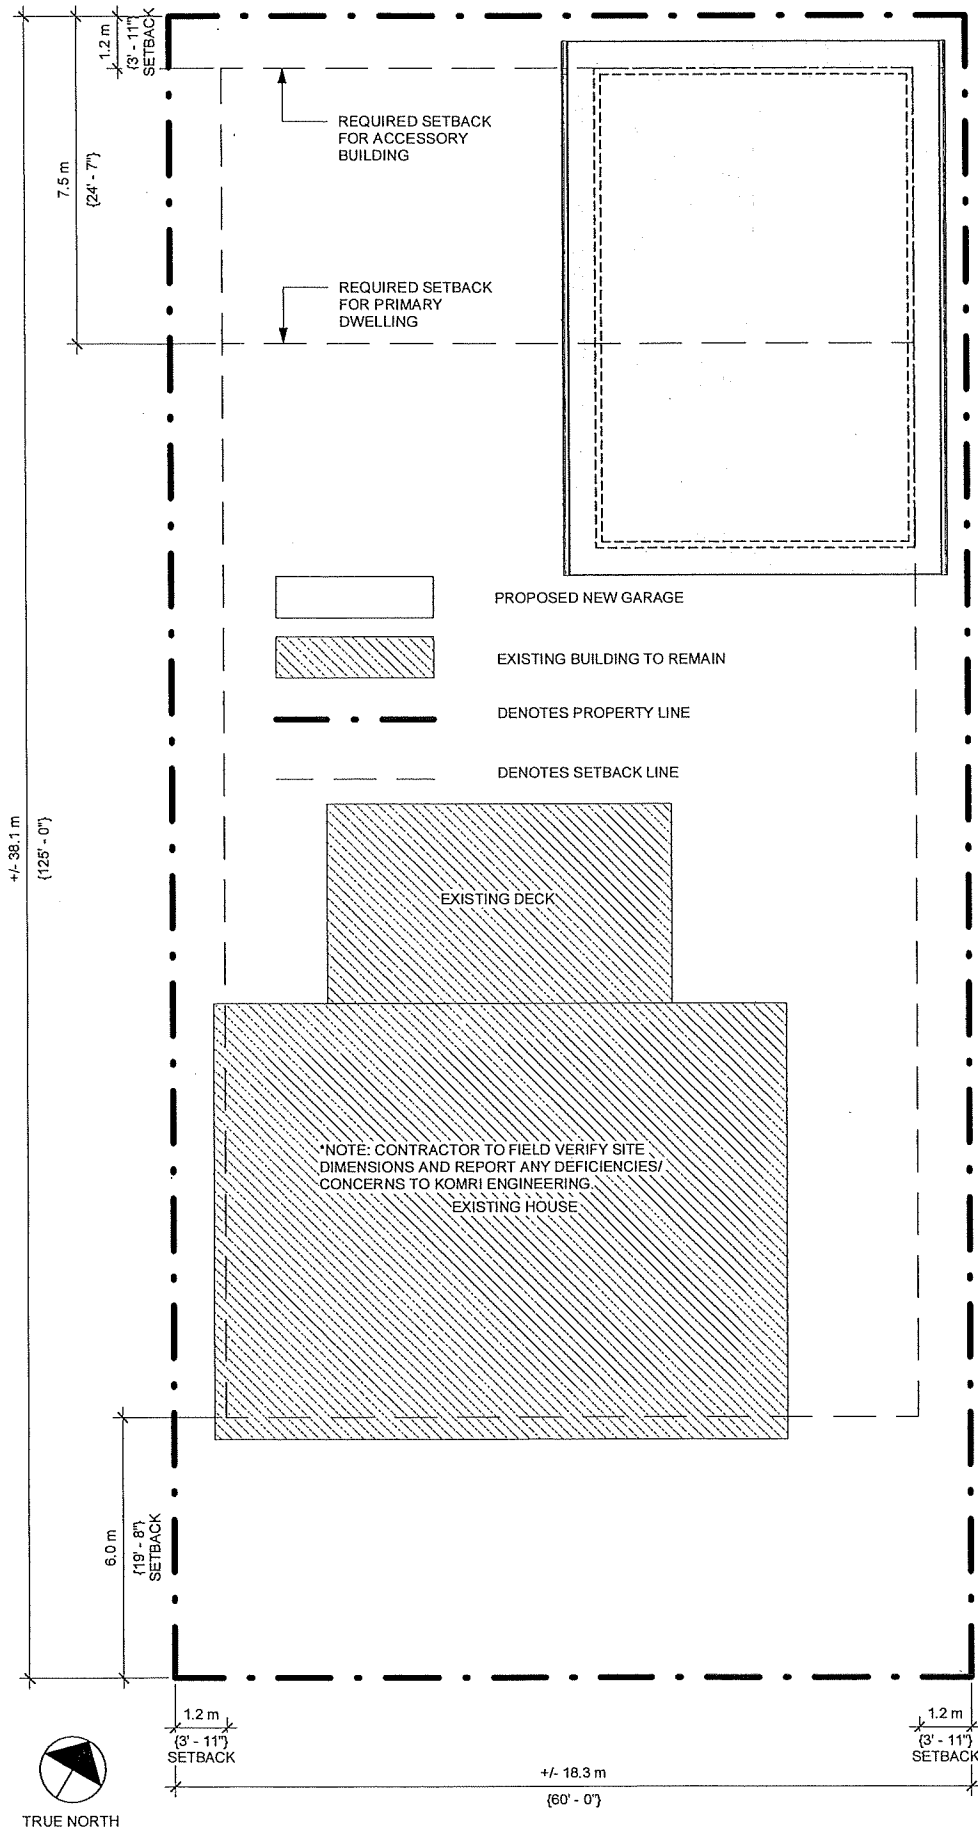 1.2 m
{3' - 11"}
SETBACK
7.5 m
{24' - 7"}
REQUIRED SETBACK
FOR ACCESSORY
BUILDING
REQUIRED SETBACK
FOR PRIMARY
DWELLING
PROPOSED NEW GARAGE
EXISTING BUILDING TO REMAIN
DENOTES PROPERTY LINE
DENOTES SETBACK LINE
+/- 38.1 m
{125' - 0"}
EXISTING DECK
*NOTE: CONTRACTOR TO FIELD VERIFY SITE
DIMENSIONS AND REPORT ANY DEFICIENCIES/
CONCERNS TO KOMRI ENGINEERING.
EXISTING HOUSE
6.0 m
{19' - 8"}
SETBACK
1.2 m
{3' - 11"}
SETBACK
1.2 m
{3' - 11"}
SETBACK
+/- 18.3 m
{60' - 0"}
TRUE NORTH